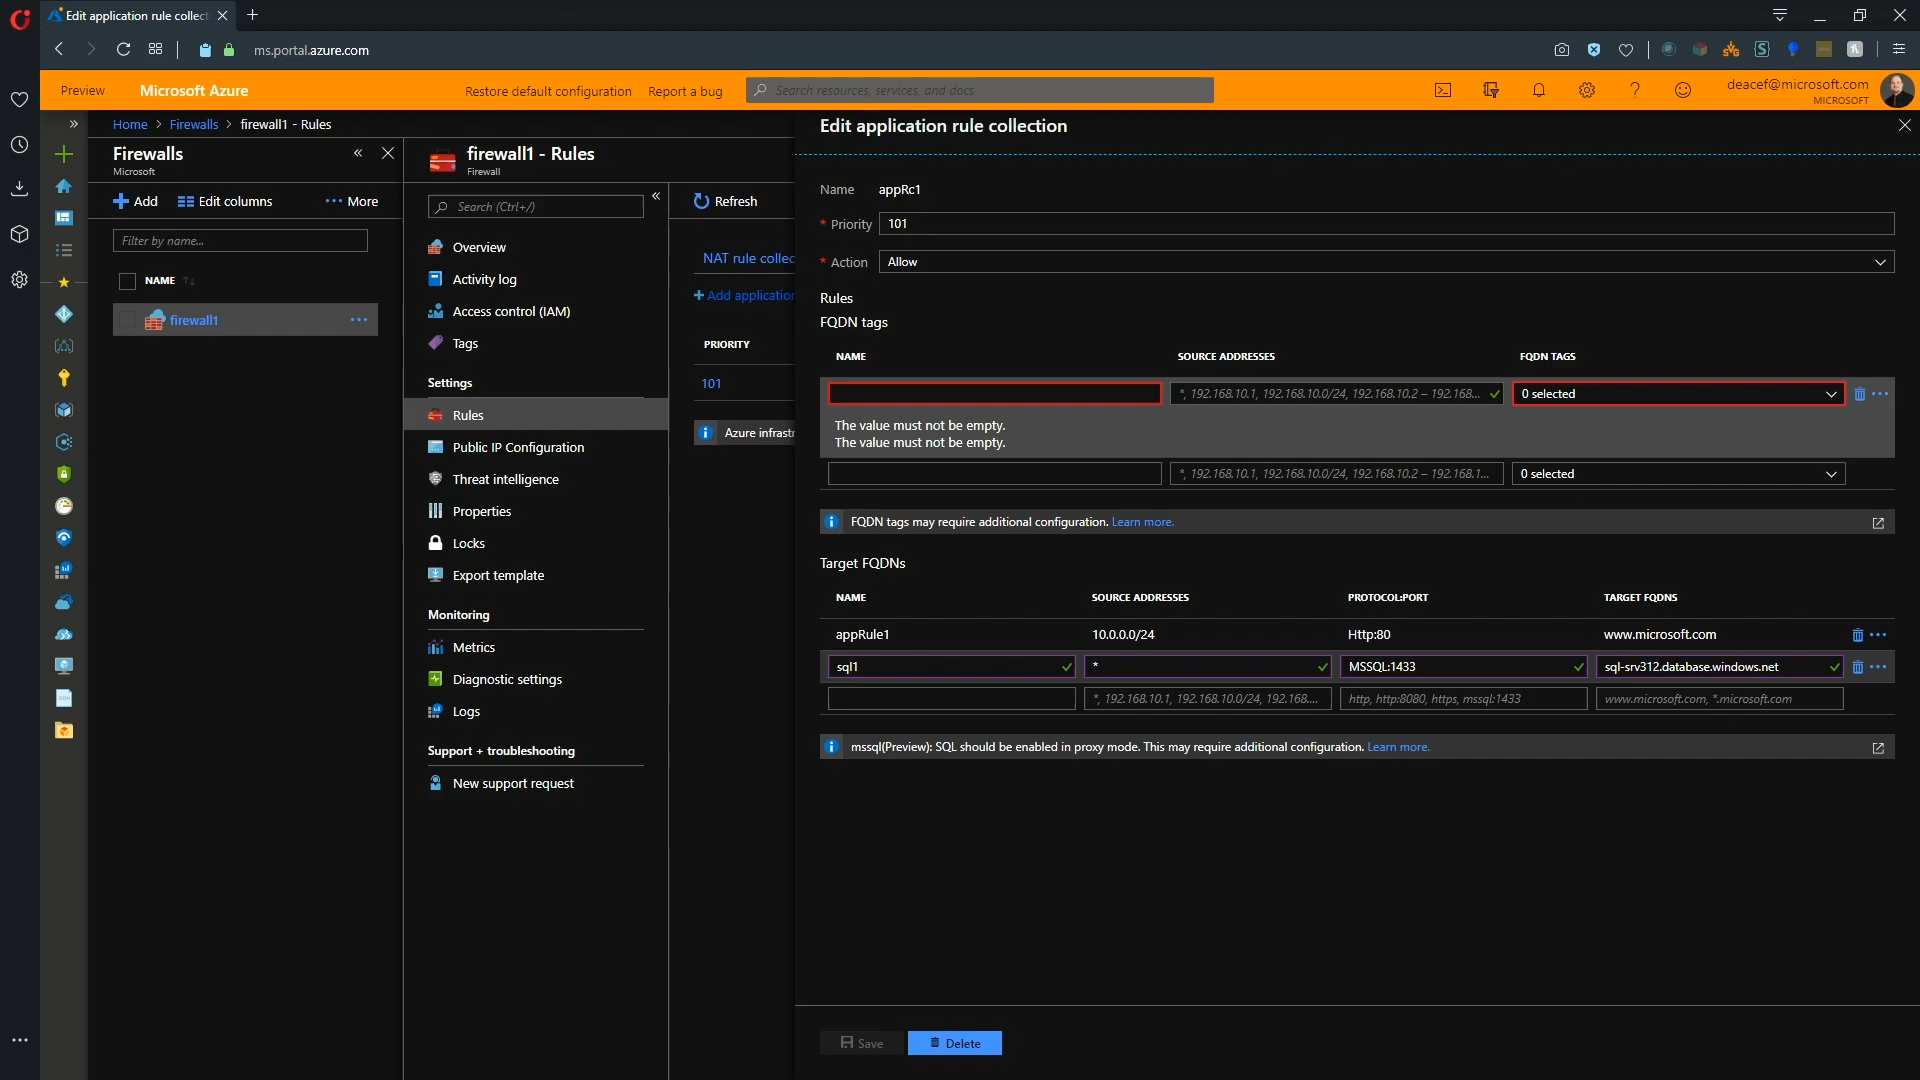 Edit application rule collect
ms.portal.azure.com
Preview
Microsoft Azure
Restore default configuration
Report a bug
Search resources, services, and docs
deacef@microsoft.com
MICROSOFT
Home > Firewalls > firewall1 - Rules
Firewalls
Microsoft
Add
Edit columns
More
Filter by name...
NAME
firewall1
firewall1 - Rules
Firewall
Search (Ctrl+/)
Overview
Activity log
Access control (IAM)
Tags
Settings
Rules
Public IP Configuration
Threat intelligence
Properties
Locks
Export template
Monitoring
Metrics
Diagnostic settings
Logs
Support + troubleshooting
New support request
Refresh
NAT rule collec
+ Add application
PRIORITY
101
Azure infrastr
Edit application rule collection
Name appRc1
* Priority 101
* Action Allow
Rules
FQDN tags
NAME SOURCE ADDRESSES FQDN TAGS
*, 192.168.10.1, 192.168.10.0/24, 192.168.10.2 – 192.168... 0 selected
The value must not be empty.
The value must not be empty.
*, 192.168.10.1, 192.168.10.0/24, 192.168.10.2 – 192.168.1... 0 selected
FQDN tags may require additional configuration. Learn more.
Target FQDNs
NAME SOURCE ADDRESSES PROTOCOL:PORT TARGET FQDNS
appRule1 10.0.0.0/24 Http:80 www.microsoft.com
sql1 * MSSQL:1433 sql-srv312.database.windows.net
*, 192.168.10.1, 192.168.10.0/24, 192.168.... http, http:8080, https, mssql:1433 www.microsoft.com, *.microsoft.com
mssql(Preview): SQL should be enabled in proxy mode. This may require additional configuration. Learn more.
Save
Delete